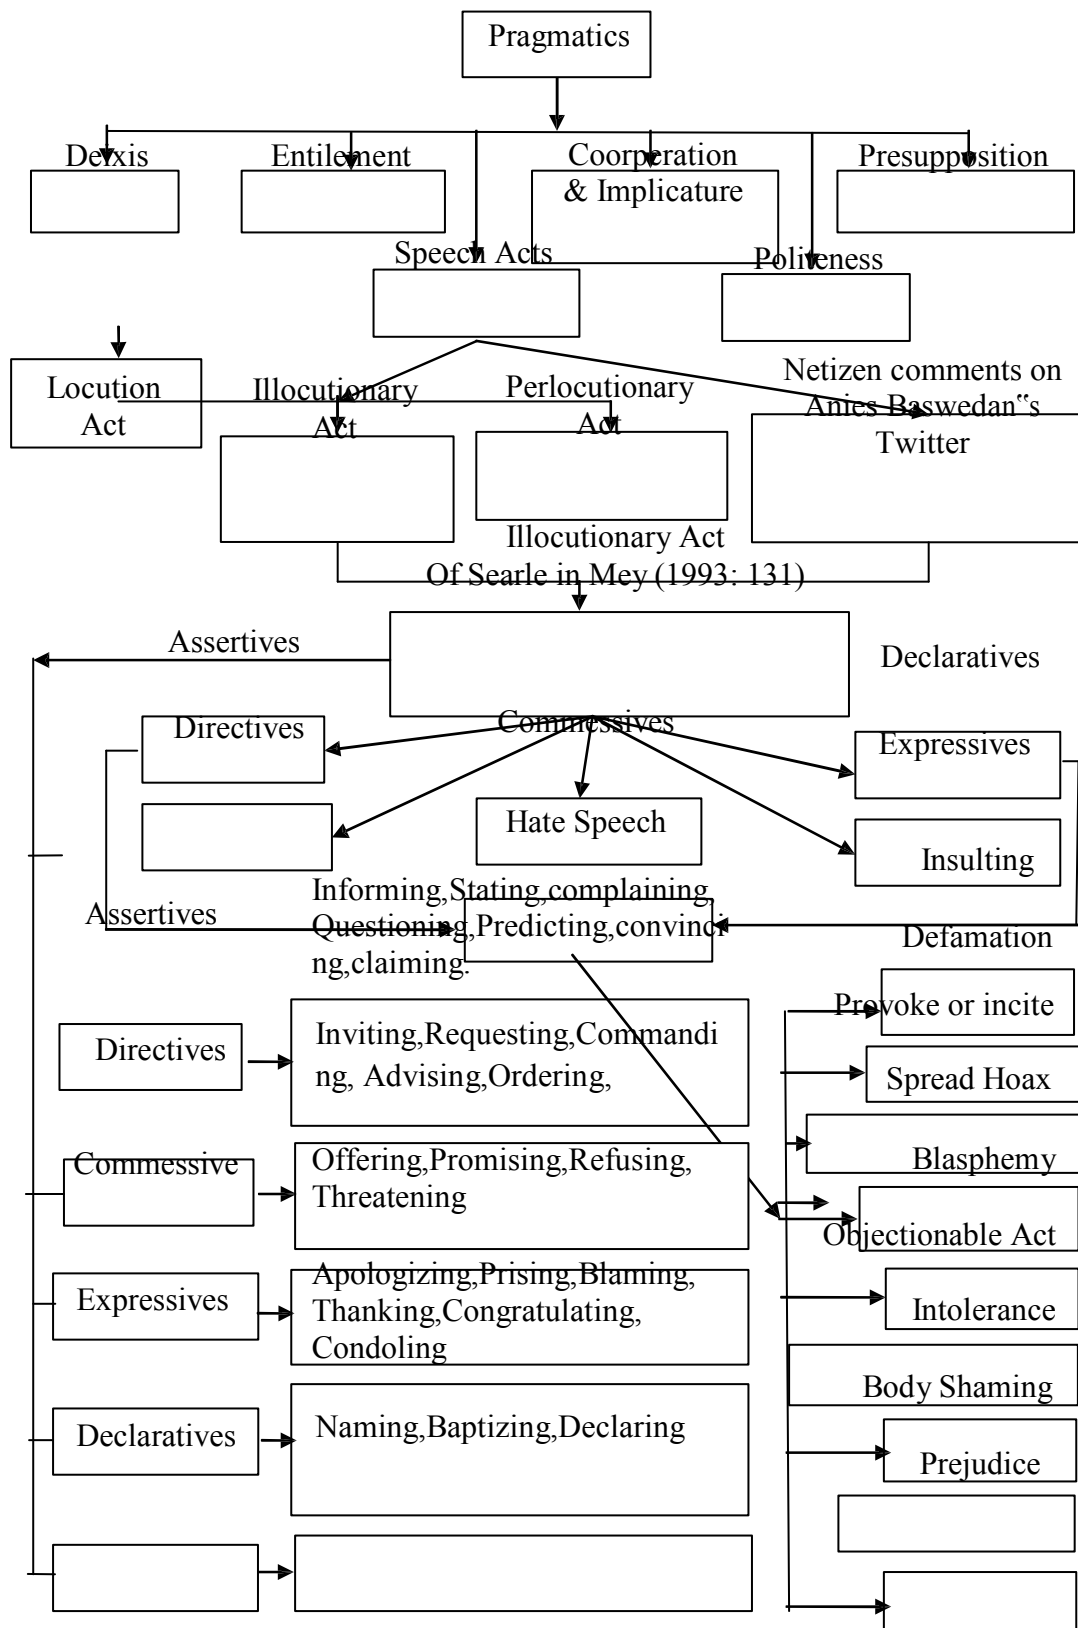 Pragmatics
Deixis
Entilement
Coorperation
& Implicature
Presupposition
Speech Acts
Politeness
Locution
Act
Illocutionary
Act
Perlocutionary
Act
Netizen comments on
Anies Baswedan‟s
Twitter
Illocutionary Act
Of Searle in Mey (1993: 131)
Assertives
Declaratives
Directives
Commessives
Expressives
Hate Speech
Insulting
Assertives
Informing,Stating,complaining,
Questioning,Predicting,convinci
ng,claiming.
Defamation
Provoke or incite
Directives
Inviting,Requesting,Commandi
ng, Advising,Ordering,
Spread Hoax
Commessive
Offering,Promising,Refusing,
Threatening
Blasphemy
Objectionable Act
Expressives
Apologizing,Prising,Blaming,
Thanking,Congratulating,
Condoling
Intolerance
Body Shaming
Declaratives
Naming,Baptizing,Declaring
Prejudice